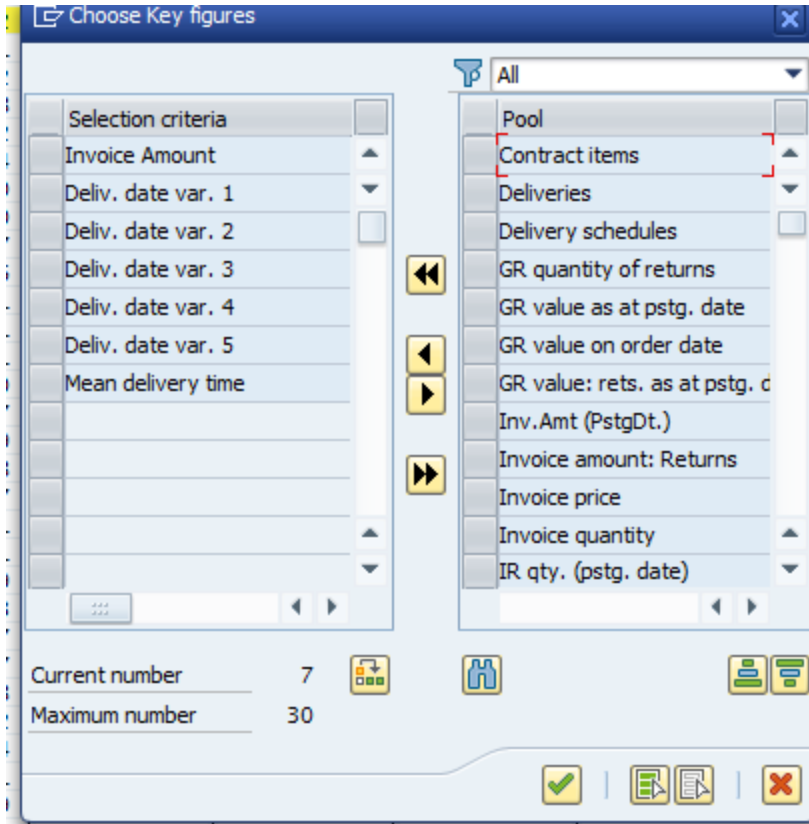 Choose Key figures
All
Selection criteria
Invoice Amount
Deliv. date var. 1
Deliv. date var. 2
Deliv. date var. 3
Deliv. date var. 4
Deliv. date var. 5
Mean delivery time
Pool
Contract items
Deliveries
Delivery schedules
GR quantity of returns
GR value as at pstg. date
GR value on order date
GR value: rets. as at pstg. d
Inv.Amt (PstgDt.)
Invoice amount: Returns
Invoice price
Invoice quantity
IR qty. (pstg. date)
Current number 7
Maximum number 30